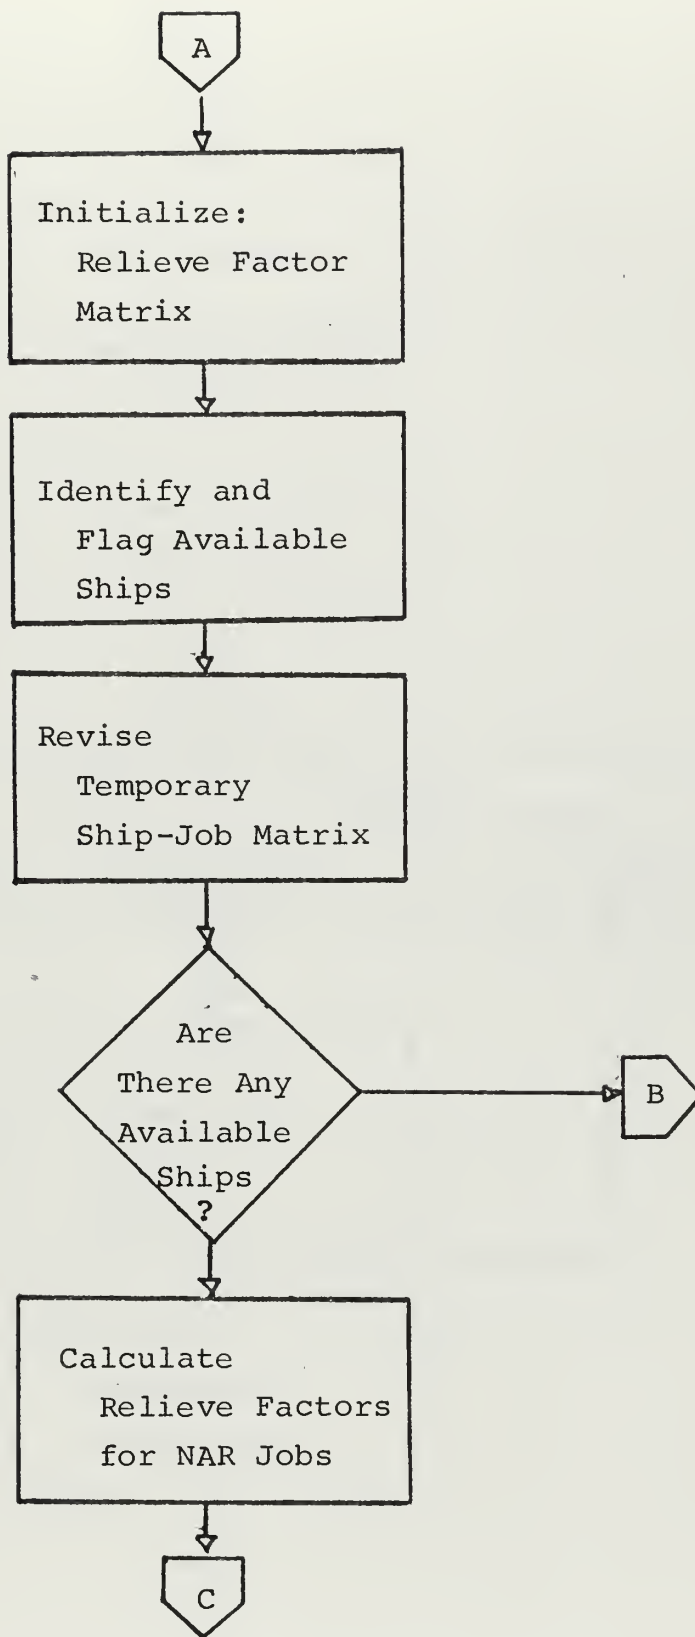 A
Initialize:
Relieve Factor
Matrix
Identify and
Flag Available
Ships
Revise
Temporary
Ship-Job Matrix
Are
There Any
Available
Ships
?
B
Calculate
Relieve Factors
for NAR Jobs
C